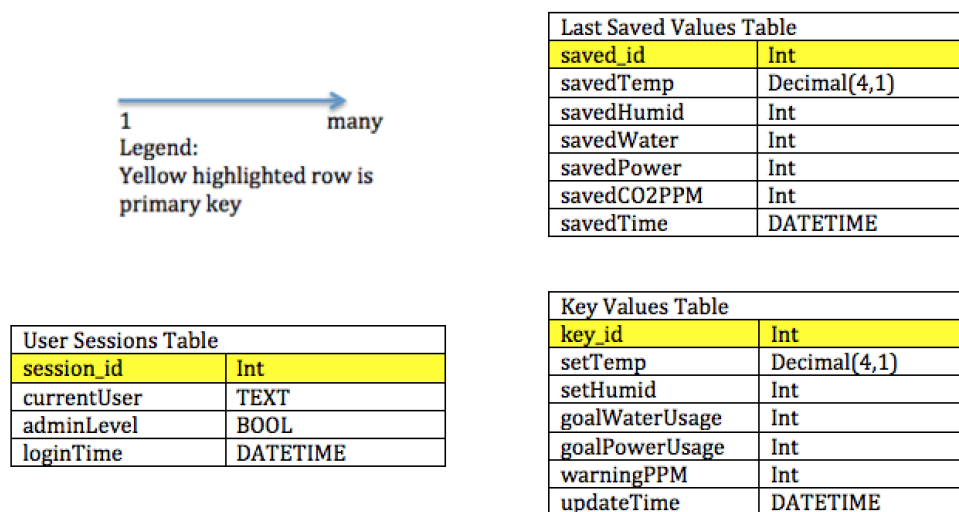 1 many
Legend:
Yellow highlighted row is
primary key
Last Saved Values Table
saved_id Int
savedTemp Decimal(4,1)
savedHumid Int
savedWater Int
savedPower Int
savedCO2PPM Int
savedTime DATETIME
User Sessions Table
session_id Int
currentUser TEXT
adminLevel BOOL
loginTime DATETIME
Key Values Table
key_id Int
setTemp Decimal(4,1)
setHumid Int
goalWaterUsage Int
goalPowerUsage Int
warningPPM Int
updateTime DATETIME